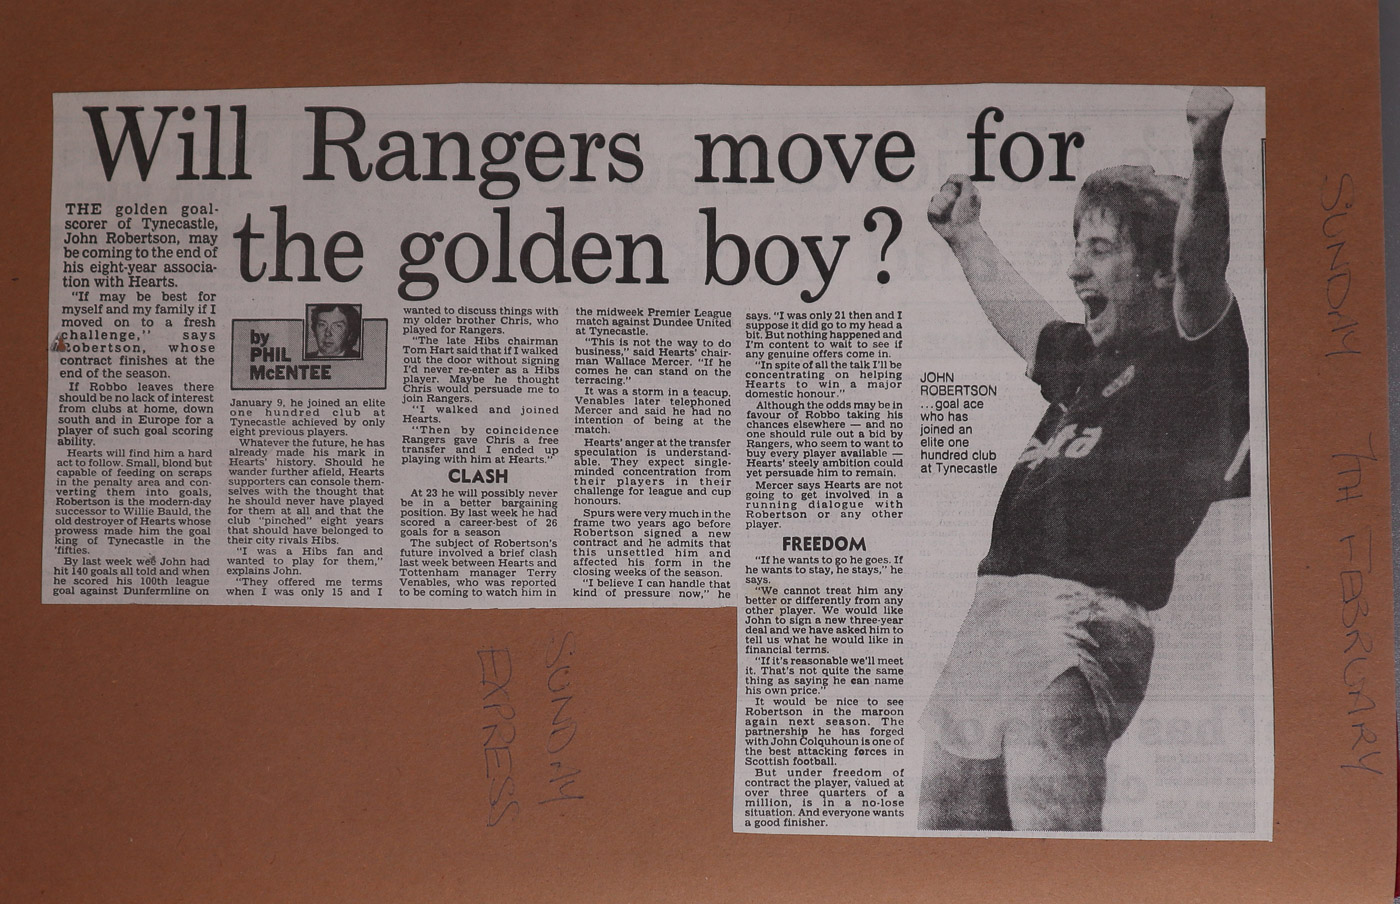 Will Rangers move for
the golden boy?
THE golden goal-
scorer of Tynecastle,
John Robertson, may
be coming to the end of
his eight-year associa-
tion with Hearts.
"If may be best for
myself and my family if I
moved on to a fresh
challenge," says
Robertson, whose
contract finishes at the
end of the season.
If Robbo leaves there
should be no lack of interest
from clubs at home, down
south and in Europe for a
player of such goal scoring
ability.
Hearts will find him a hard
act to follow. Small, blond but
capable of feeding on scraps
in the penalty area and con-
verting them into goals,
Robertson is the modern-day
successor to Willie Bauld, the
old destroyer of Hearts whose
prowess made him the goal
king of Tynecastle in the
'fifties.
By last week wee John had
hit 140 goals all told and when
he scored his 100th league
goal against Dunfermline on
by
PHIL
McENTEE
January 9, he joined an elite
one hundred club at
Tynecastle achieved by only
eight previous players.
Whatever the future, he has
already made his mark in
Hearts' history. Should he
wander further afield, Hearts
supporters can console them-
selves with the thought that
he should never have played
for them at all and that the
club "pinched" eight years
that should have belonged to
their city rivals Hibs.
"I was a Hibs fan and
wanted to play for them,"
explains John.
"They offered me terms
when I was only 15 and I
wanted to discuss things with
my older brother Chris, who
played for Rangers.
"The late Hibs chairman
Tom Hart said that if I walked
out the door without signing
I'd never re-enter as a Hibs
player. Maybe he thought
Chris would persuade me to
join Rangers.
"I walked and joined
Hearts.
"Then by coincidence
Rangers gave Chris a free
transfer and I ended up
playing with him at Hearts."
CLASH
At 23 he will possibly never
be in a better bargaining
position. By last week he had
scored a career-best of 26
goals for a season
The subject of Robertson's
future involved a brief clash
last week between Hearts and
Tottenham manager Terry
Venables, who was reported
to be coming to watch him in
the midweek Premier League
match against Dundee United
at Tynecastle.
"This is not the way to do
business," said Hearts' chair-
man Wallace Mercer. "If he
comes he can stand on the
terracing."
It was a storm in a teacup.
Venables later telephoned
Mercer and said he had no
intention of being at the
match.
Hearts' anger at the transfer
speculation is understand-
able. They expect single-
minded concentration from
their players in their
challenge for league and cup
honours.
Spurs were very much in the
frame two years ago before
Robertson signed a new
contract and he admits that
this unsettled him and
affected his form in the
closing weeks of the season.
"I believe I can handle that
kind of pressure now," he
says. "I was only 21 then and I
suppose it did go to my head a
bit. But nothing happened and
I'm content to wait to see if
any genuine offers come in.
"In spite of all the talk I'll be
concentrating on helping
Hearts to win a major
domestic honour."
Although the odds may be in
favour of Robbo taking his
chances elsewhere — and no
one should rule out a bid by
Rangers, who seem to want to
buy every player available —
Hearts' steely ambition could
yet persuade him to remain.
Mercer says Hearts are not
going to get involved in a
running dialogue with
Robertson or any other
player.
FREEDOM
"If he wants to go he goes. If
he wants to stay, he stays," he
says.
"We cannot treat him any
better or differently from any
other player. We would like
John to sign a new three-year
deal and we have asked him to
tell us what he would like in
financial terms.
"If it's reasonable we'll meet
it. That's not quite the same
thing as saying he can name
his own price."
It would be nice to see
Robertson in the maroon
again next season. The
partnership he has forged
with John Colquhoun is one of
the best attacking forces in
Scottish football.
But under freedom of
contract the player, valued at
over three quarters of a
million, is in a no-lose
situation. And everyone wants
a good finisher.
JOHN
ROBERTSON
...goal ace
who has
joined an
elite one
hundred club
at Tynecastle
SUNDAY
EXPRESS
SUNDAY 7TH FEBRUARY